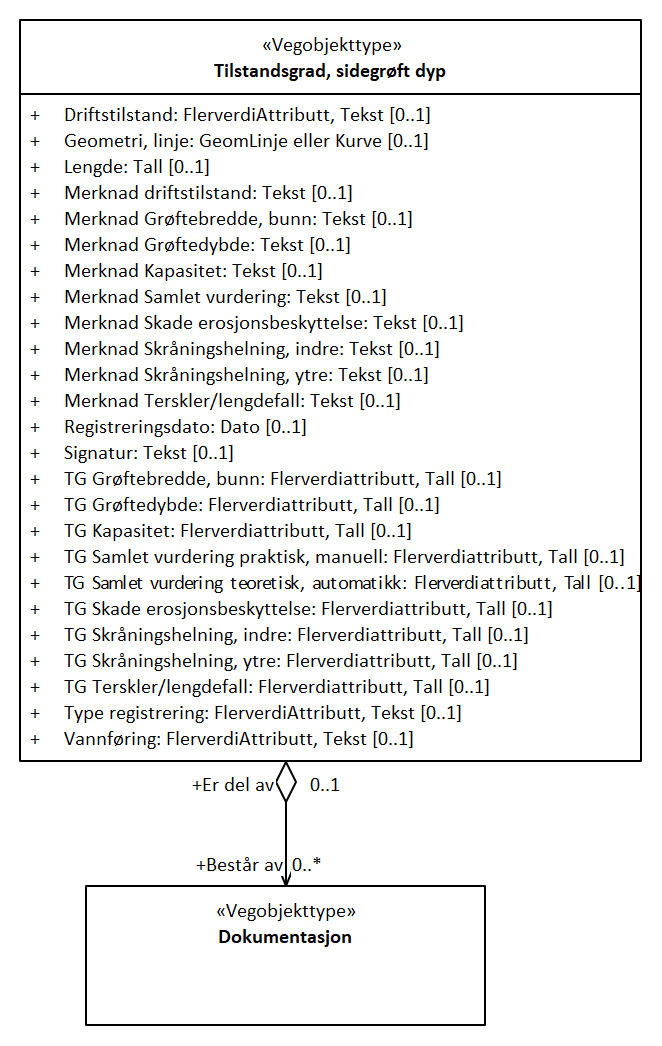 «Vegobjekttype»
Tilstandsgrad, sidegrøft dyp
+ Driftstilstand: FlerverdiAttributt, Tekst [0..1]
+ Geometri, linje: GeomLinje eller Kurve [0..1]
+ Lengde: Tall [0..1]
+ Merknad driftstilstand: Tekst [0..1]
+ Merknad Grøftebredde, bunn: Tekst [0..1]
+ Merknad Grøftedybde: Tekst [0..1]
+ Merknad Kapasitet: Tekst [0..1]
+ Merknad Samlet vurdering: Tekst [0..1]
+ Merknad Skade erosjonsbeskyttelse: Tekst [0..1]
+ Merknad Skråningshelning, indre: Tekst [0..1]
+ Merknad Skråningshelning, ytre: Tekst [0..1]
+ Merknad Terskler/lengdefall: Tekst [0..1]
+ Registreringsdato: Dato [0..1]
+ Signatur: Tekst [0..1]
+ TG Grøftebredde, bunn: Flerverdiattributt, Tall [0..1]
+ TG Grøftedybde: Flerverdiattributt, Tall [0..1]
+ TG Kapasitet: Flerverdiattributt, Tall [0..1]
+ TG Samlet vurdering praktisk, manuell: Flerverdiattributt, Tall [0..1]
+ TG Samlet vurdering teoretisk, automatikk: Flerverdiattributt, Tall [0..1]
+ TG Skade erosjonsbeskyttelse: Flerverdiattributt, Tall [0..1]
+ TG Skråningshelning, indre: Flerverdiattributt, Tall [0..1]
+ TG Skråningshelning, ytre: Flerverdiattributt, Tall [0..1]
+ TG Terskler/lengdefall: Flerverdiattributt, Tall [0..1]
+ Type registrering: FlerverdiAttributt, Tekst [0..1]
+ Vannføring: FlerverdiAttributt, Tekst [0..1]
+Er del av 0..1
+Består av 0..*
«Vegobjekttype»
Dokumentasjon